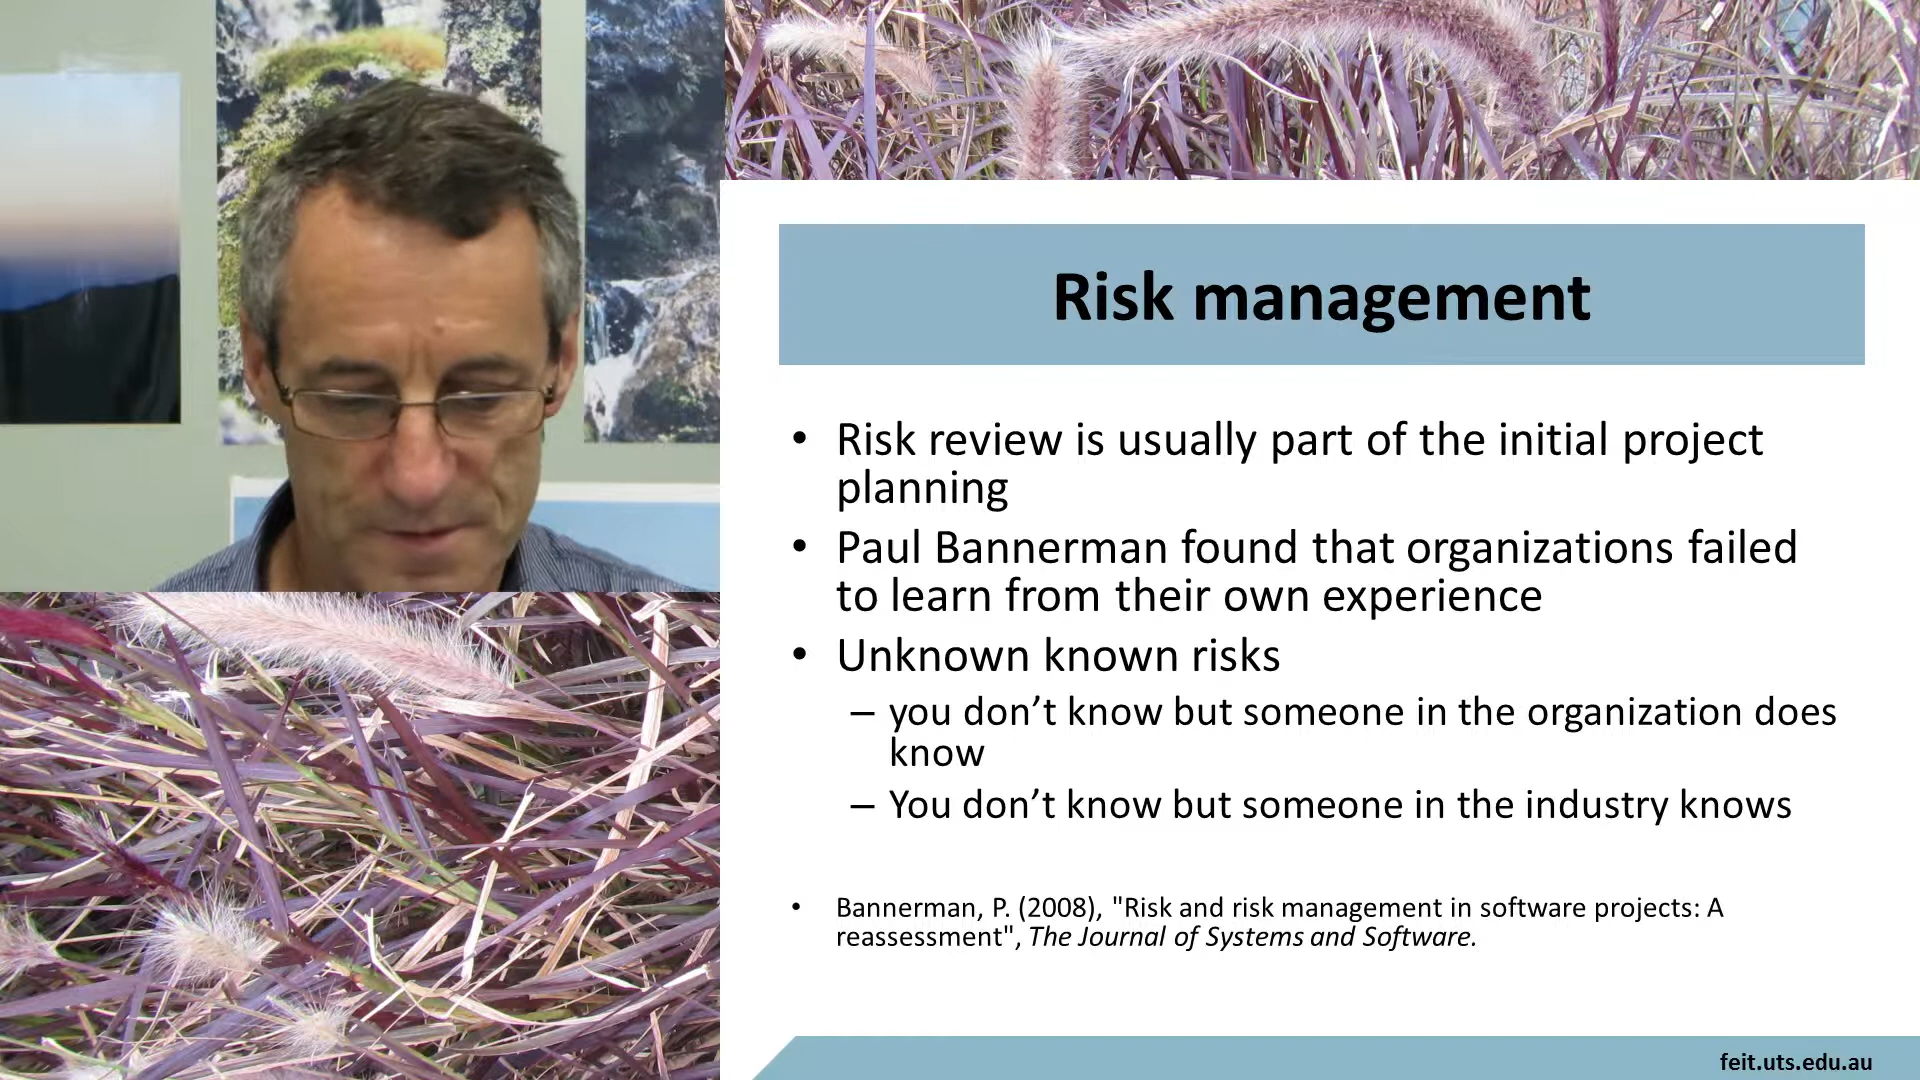 Risk management
• Risk review is usually part of the initial project
planning
• Paul Bannerman found that organizations failed
to learn from their own experience
• Unknown known risks
– you don’t know but someone in the organization does
know
– You don’t know but someone in the industry knows
• Bannerman, P. (2008), "Risk and risk management in software projects: A
reassessment", The Journal of Systems and Software.
feit.uts.edu.au